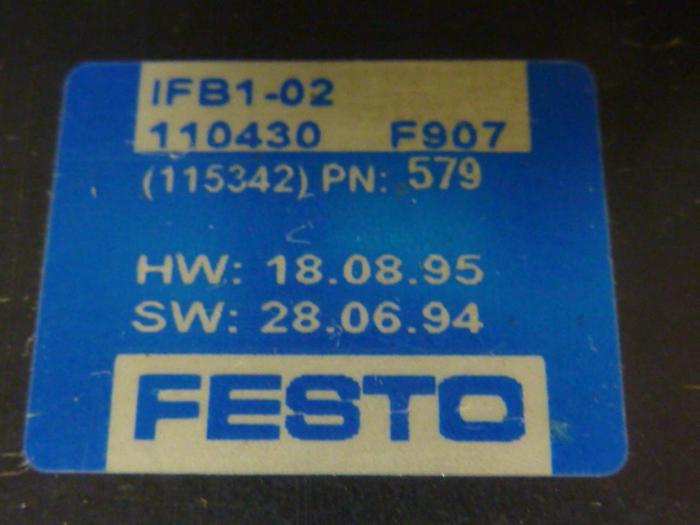 IFB1-02
110430 F907
(115342) PN: 579
HW: 18.08.95
SW: 28.06.94
FESTO